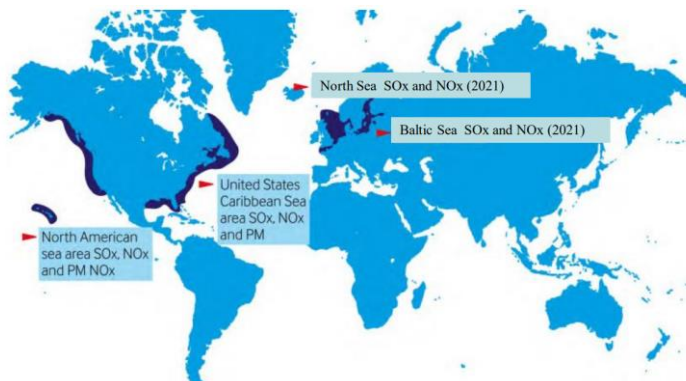 North Sea SOx and NOx (2021)
Baltic Sea SOx and NOx (2021)
United States
Caribbean Sea
area SOx, NOx
and PM
North American
sea area SOx, NOx
and PM NOx